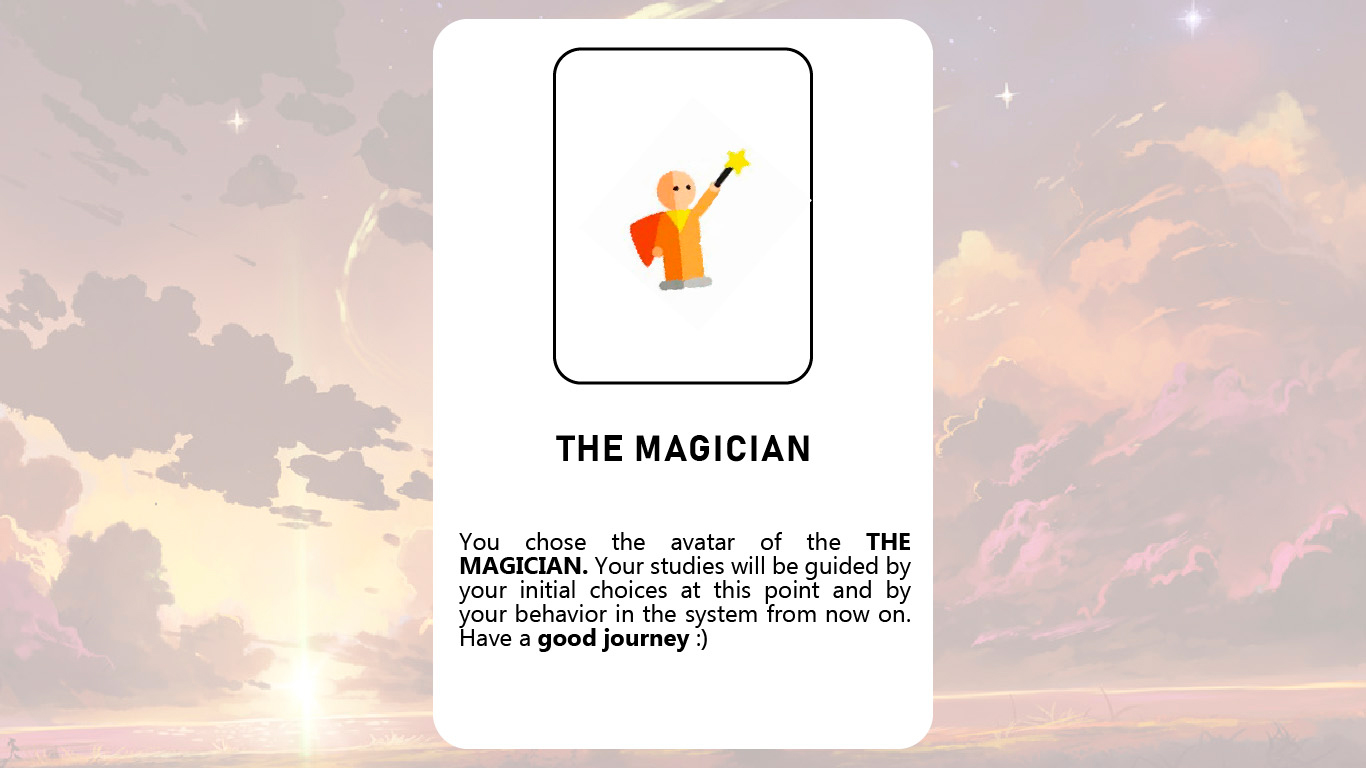 THE MAGICIAN
You chose the avatar of the THE
MAGICIAN. Your studies will be guided by
your initial choices at this point and by
your behavior in the system from now on.
Have a good journey :)